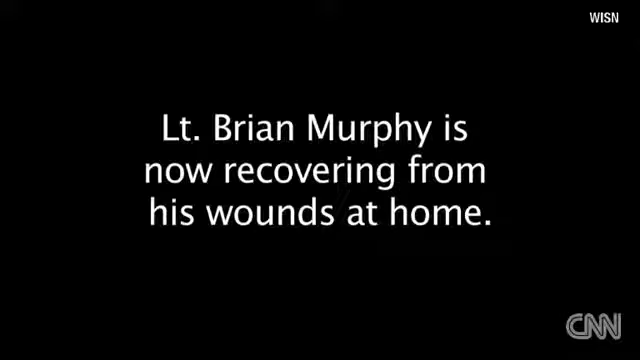 WISN
Lt. Brian Murphy is
now recovering from
his wounds at home.
CNN